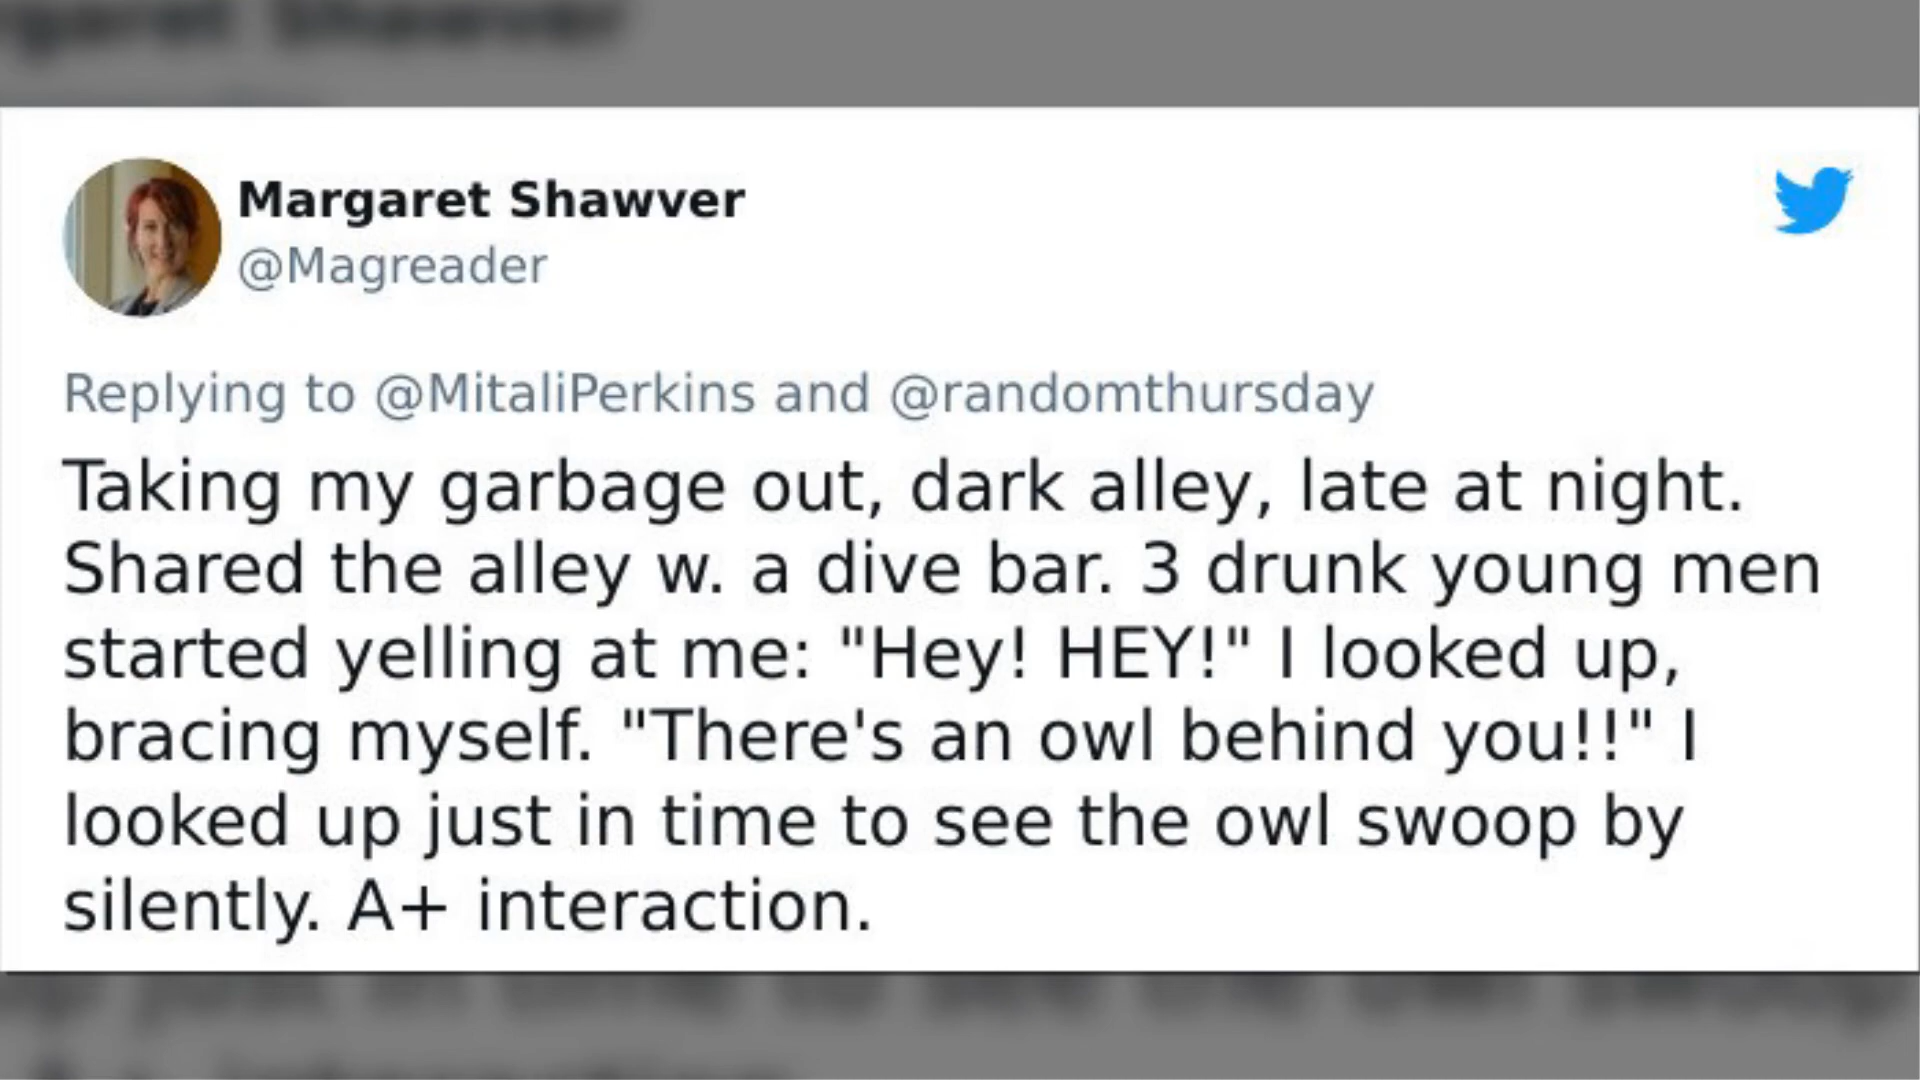 Margaret Shawver
@Magreader
Replying to @MitaliPerkins and @randomthursday
Taking my garbage out, dark alley, late at night.
Shared the alley w. a dive bar. 3 drunk young men
started yelling at me: "Hey! HEY!" I looked up,
bracing myself. "There's an owl behind you!!" I
looked up just in time to see the owl swoop by
silently. A+ interaction.